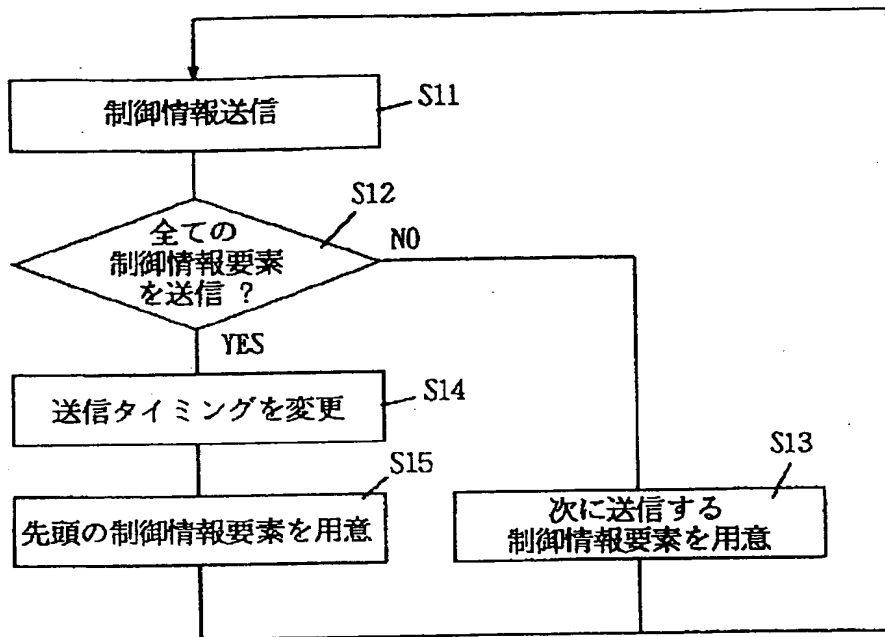 制御情報送信
S11
S12
全ての
制御情報要素
を送信 ?
NO
YES
送信タイミングを変更
S14
S15
先頭の制御情報要素を用意
S13
次に送信する
制御情報要素を用意